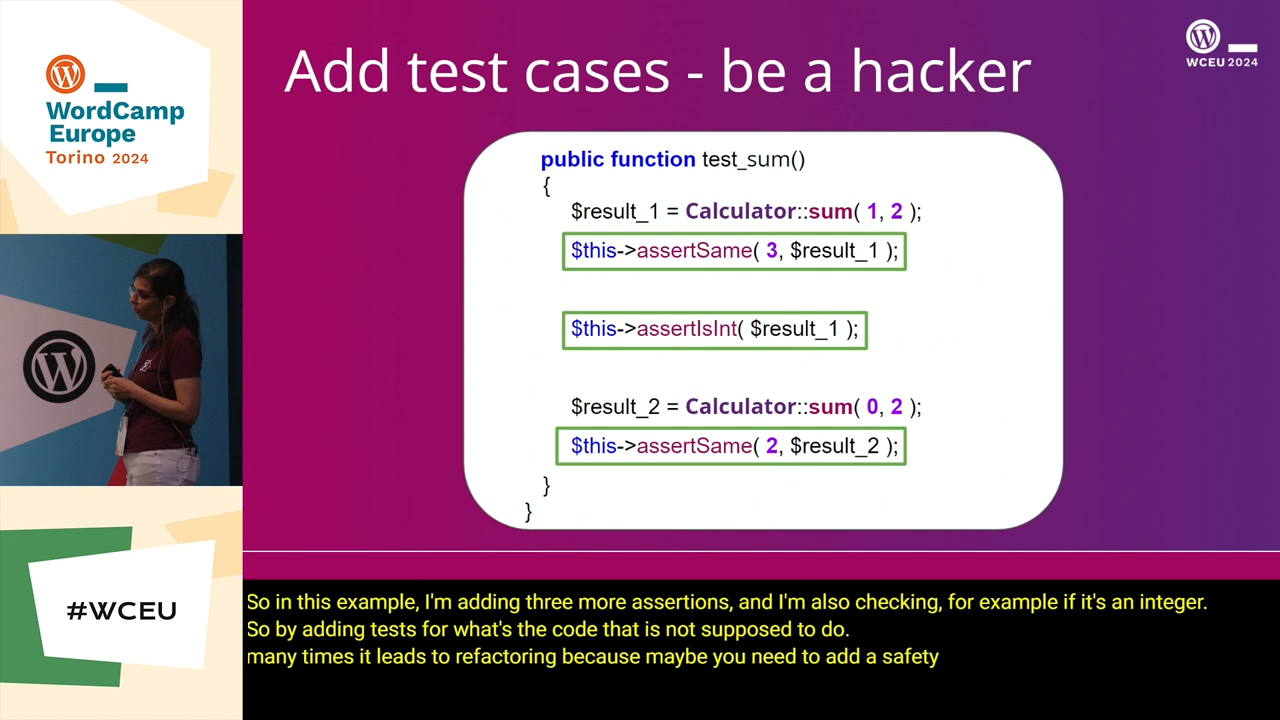 WordCamp
Europe
Torino 2024
Add test cases - be a hacker
WCEU 2024
public function test_sum()
{
$result_1 = Calculator::sum( 1, 2 );
$this->assertSame( 3, $result_1 );
$this->assertIsInt( $result_1 );
$result_2 = Calculator::sum( 0, 2 );
$this->assertSame( 2, $result_2 );
}
}
#WCEU
So in this example, I'm adding three more assertions, and I'm also checking, for example if it's an integer.
So by adding tests for what's the code that is not supposed to do.
many times it leads to refactoring because maybe you need to add a safety